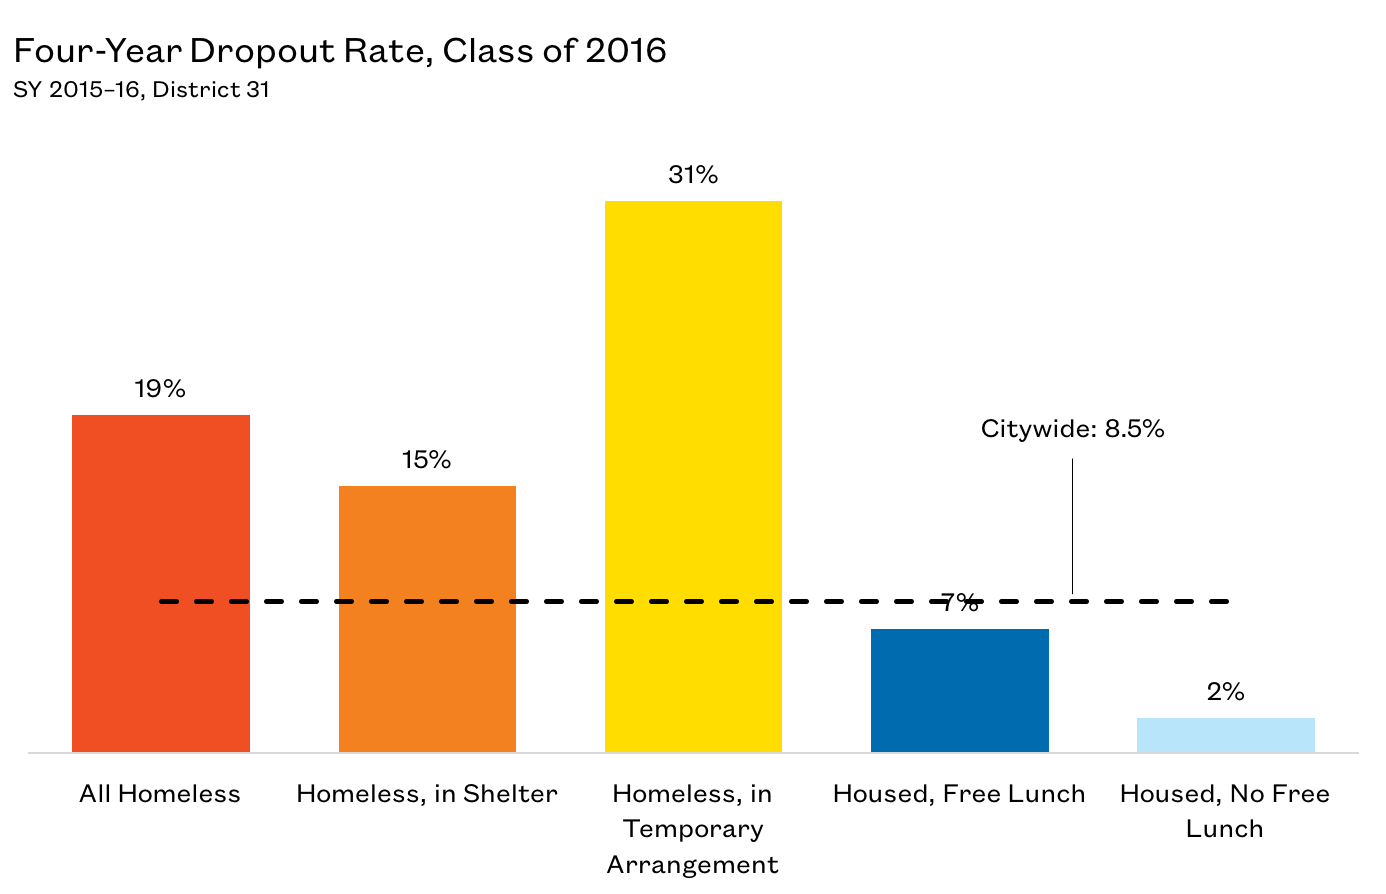 Four-Year Dropout Rate, Class of 2016
SY 2015–16, District 31
31%
19%
Citywide: 8.5%
15%
7%
2%
All Homeless
Homeless, in Shelter
Homeless, in
Temporary
Arrangement
Housed, Free Lunch
Housed, No Free
Lunch